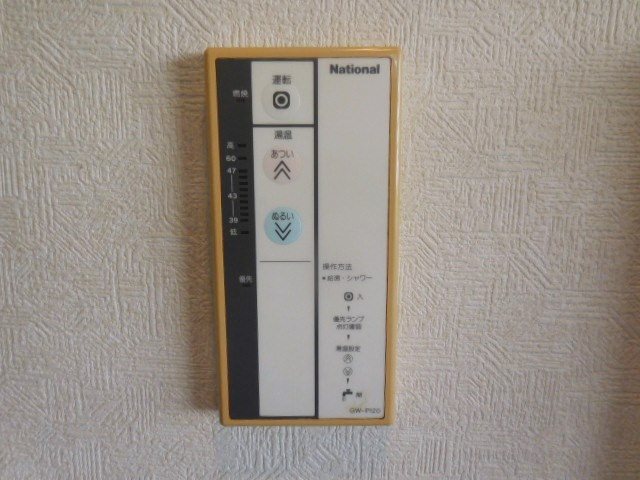 National
運転
燃焼
湯温
高
60
47
43
39
低
あつい
ぬるい
優先
操作方法
•給湯・シャワー
入
優先ランプ
点灯確認
湯温設定
開